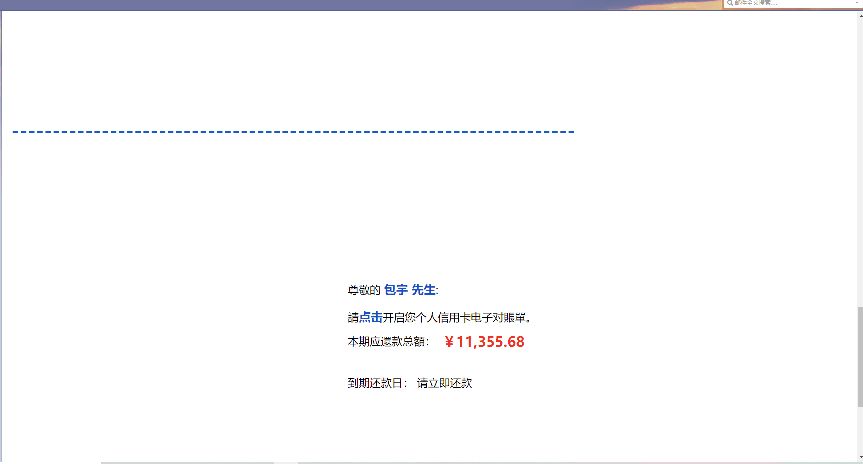 尊敬的 包宇 先生:
請点击开启您个人信用卡电子对账单。
本期应还款总额： ￥11,355.68
到期还款日： 请立即还款